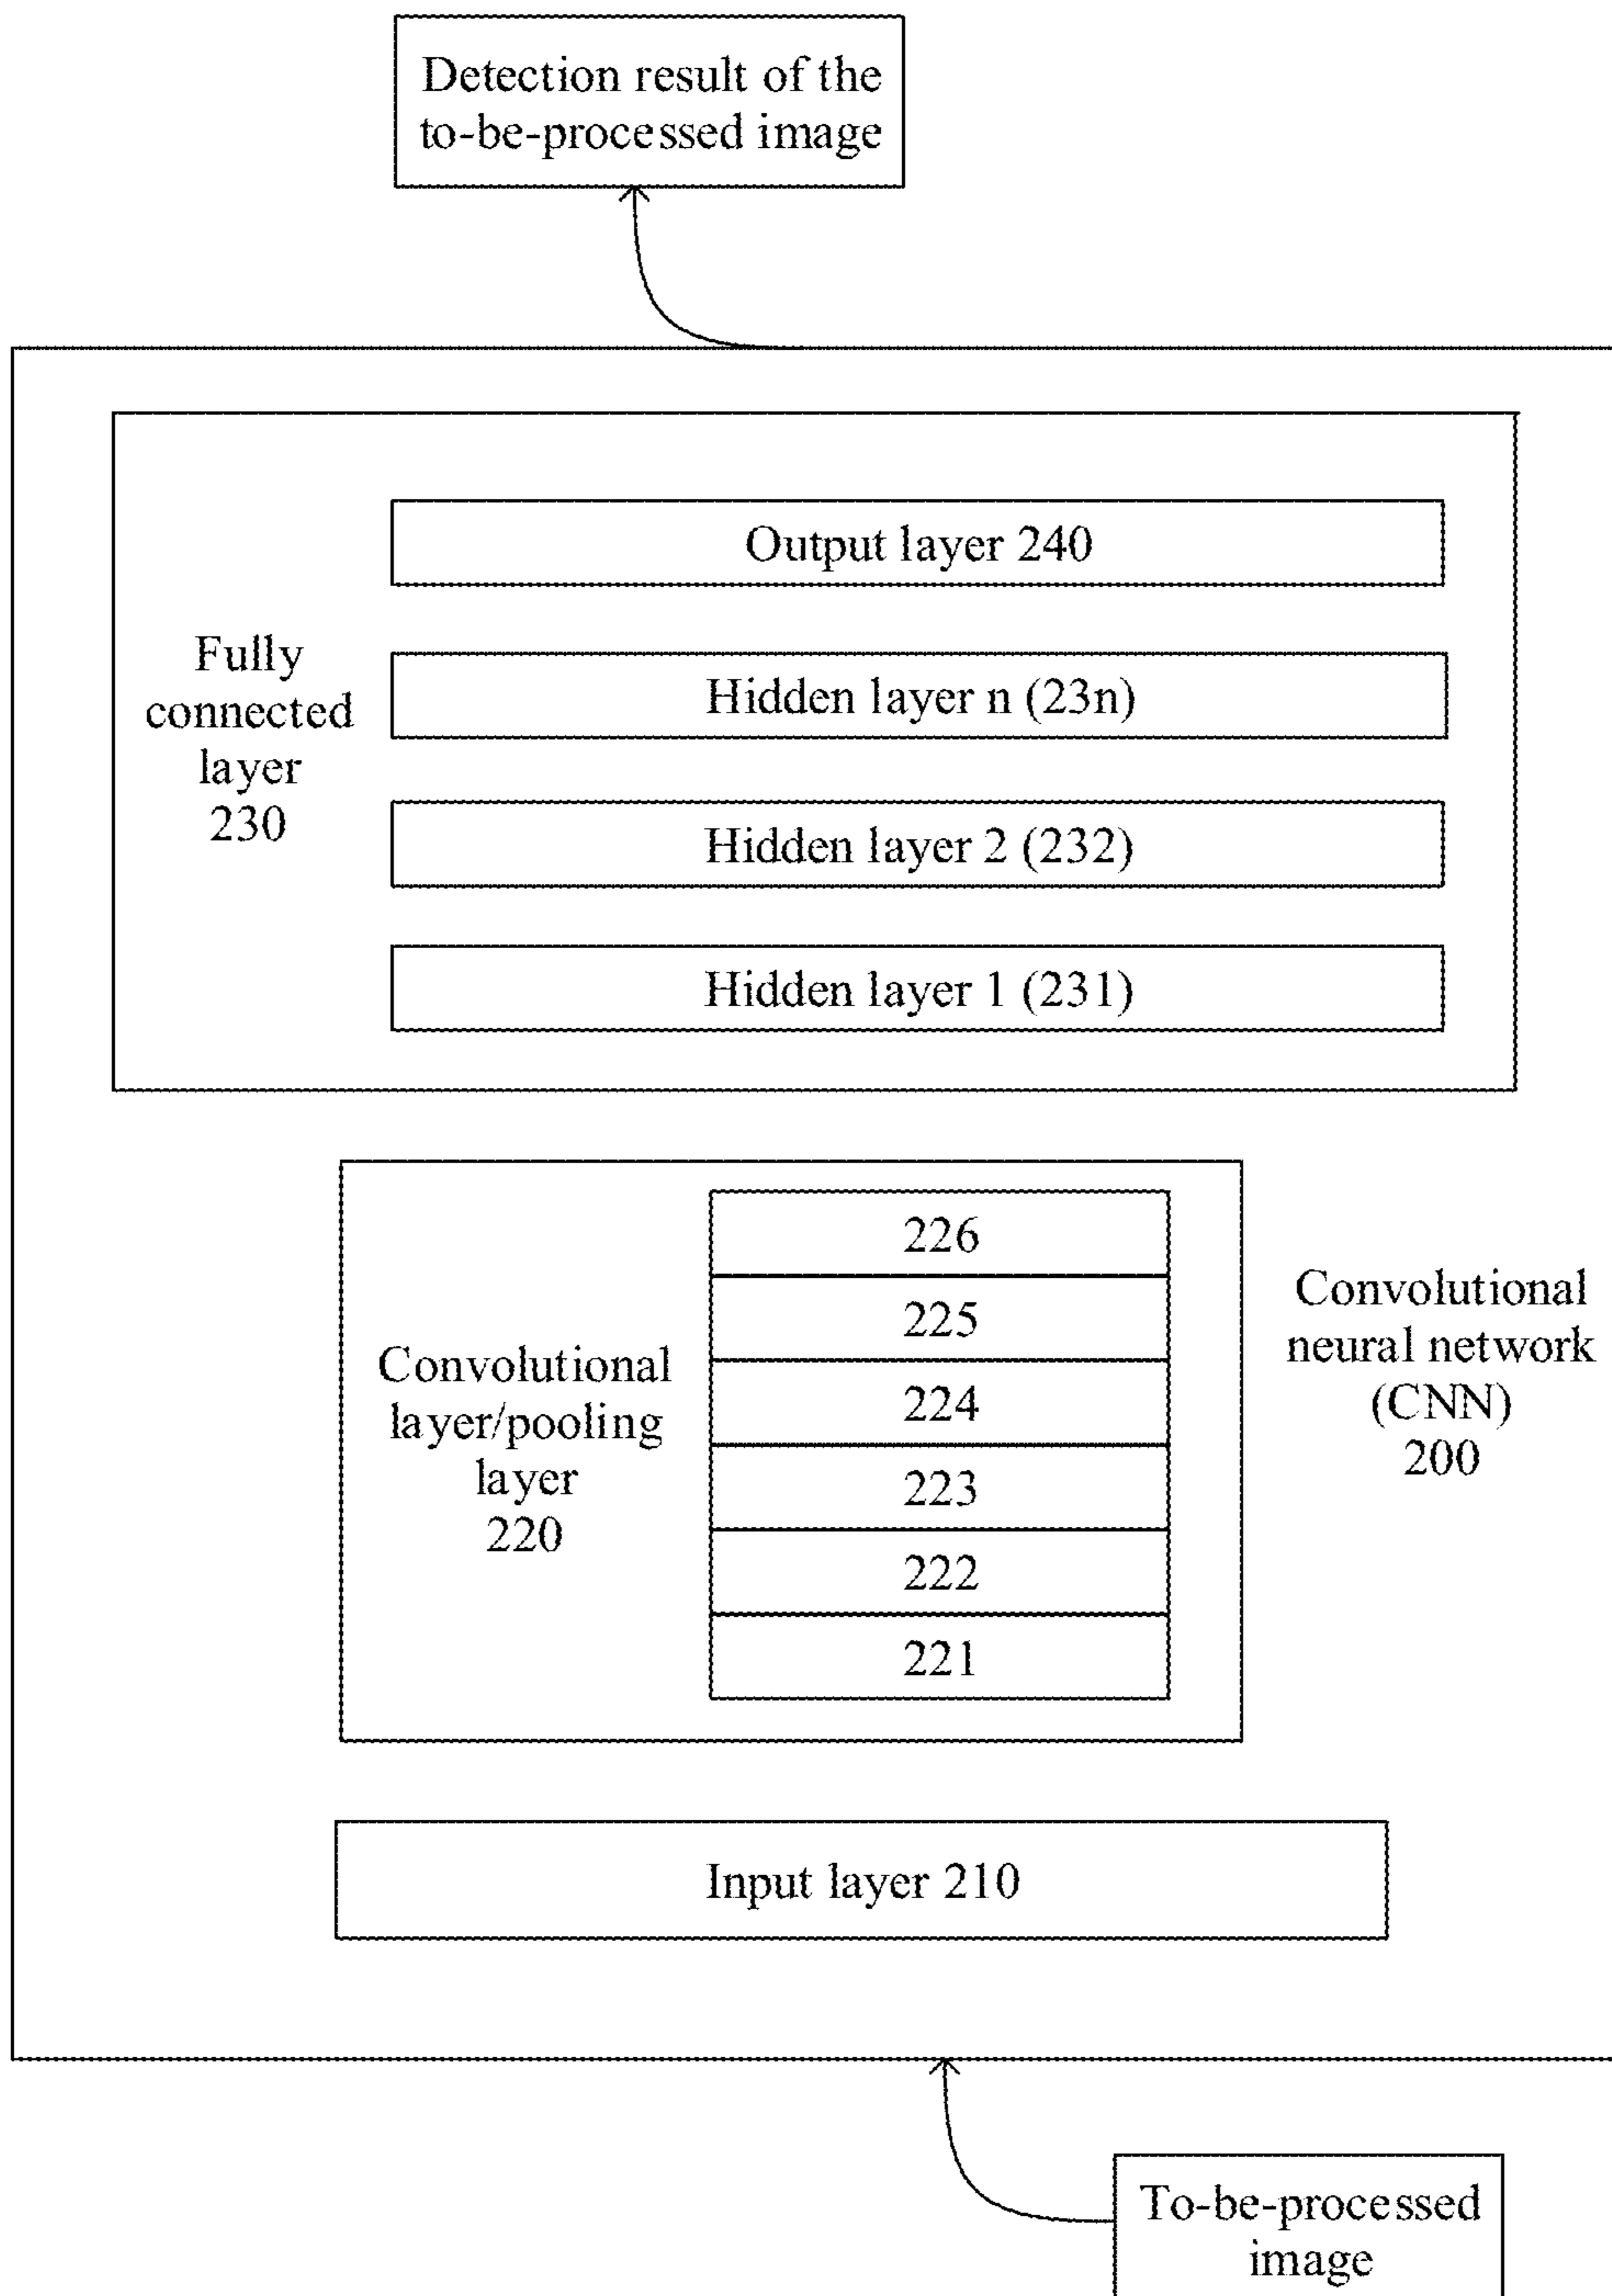 Detection result of the
to-be-processed image
Output layer 240
Fully
connected
layer
230
Hidden layer n (23n)
Hidden layer 2 (232)
Hidden layer 1 (231)
Convolutional
layer/pooling
layer
220
226
225
224
223
222
221
Convolutional
neural network
(CNN)
200
Input layer 210
To-be-processed
image